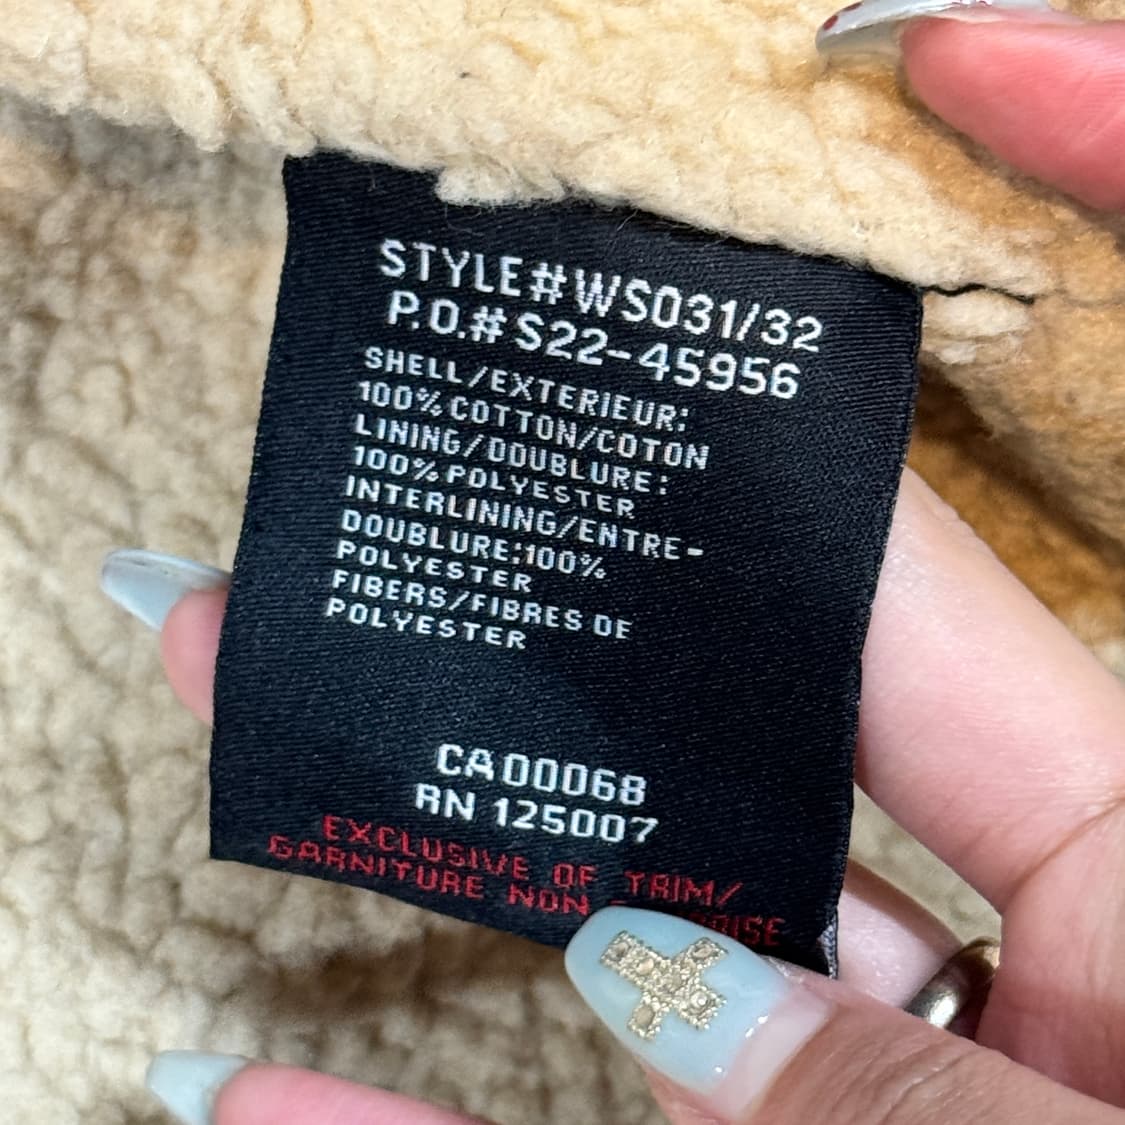 STYLE#WS031/32
P.O.#S22-45956
SHELL/EXTERIEUR:
100%COTTON/COTON
LINING/DOUBLURE:
100% POLYESTER
INTERLINING/ENTRE-
DOUBLURE:100%
POLYESTER
FIBERS/FIBRES DE
POLYESTER
CA00068
RN 125007
EXCLUSIVE OF TRIM/
GARNITURE NON